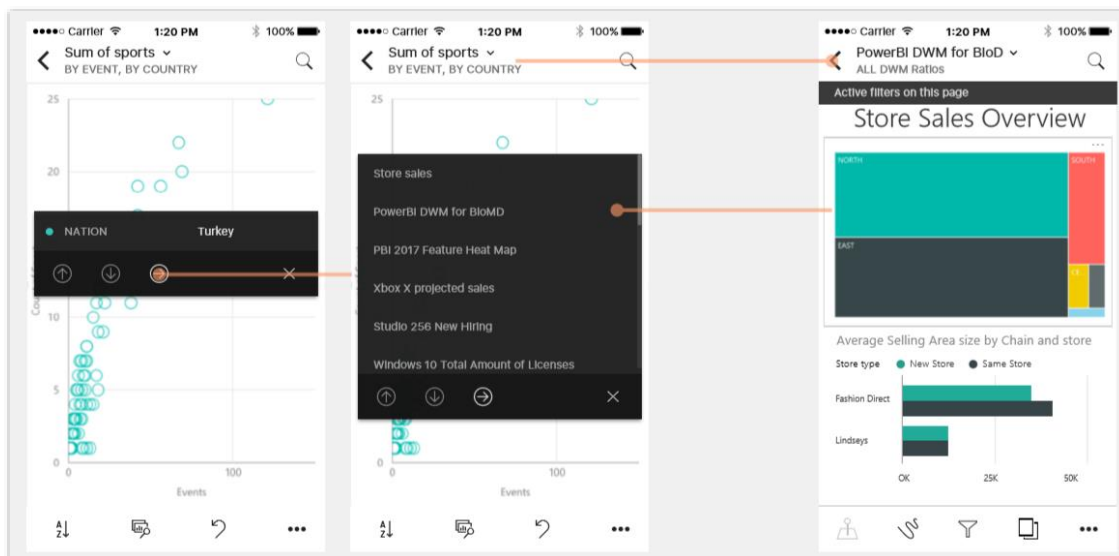 Carrier 1:20 PM 100%
Sum of sports
BY EVENT, BY COUNTRY
25
20
NATION Turkey
10
5
0
0 100
Events
Carrier 1:20 PM 100%
Sum of sports
BY EVENT, BY COUNTRY
25
Store sales
PowerBI DWM for BIoMD
PBI 2017 Feature Heat Map
Xbox X projected sales
Studio 256 New Hiring
Windows 10 Total Amount of Licenses
0
0 100
Events
Carrier 1:20 PM 100%
PowerBI DWM for BIoD
ALL DWM Ratios
Active filters on this page
Store Sales Overview
NORTH
SOUTH
EAST
CE...
Average Selling Area size by Chain and store
Store type New Store Same Store
Fashion Direct
Lindseys
0K 25K 50K